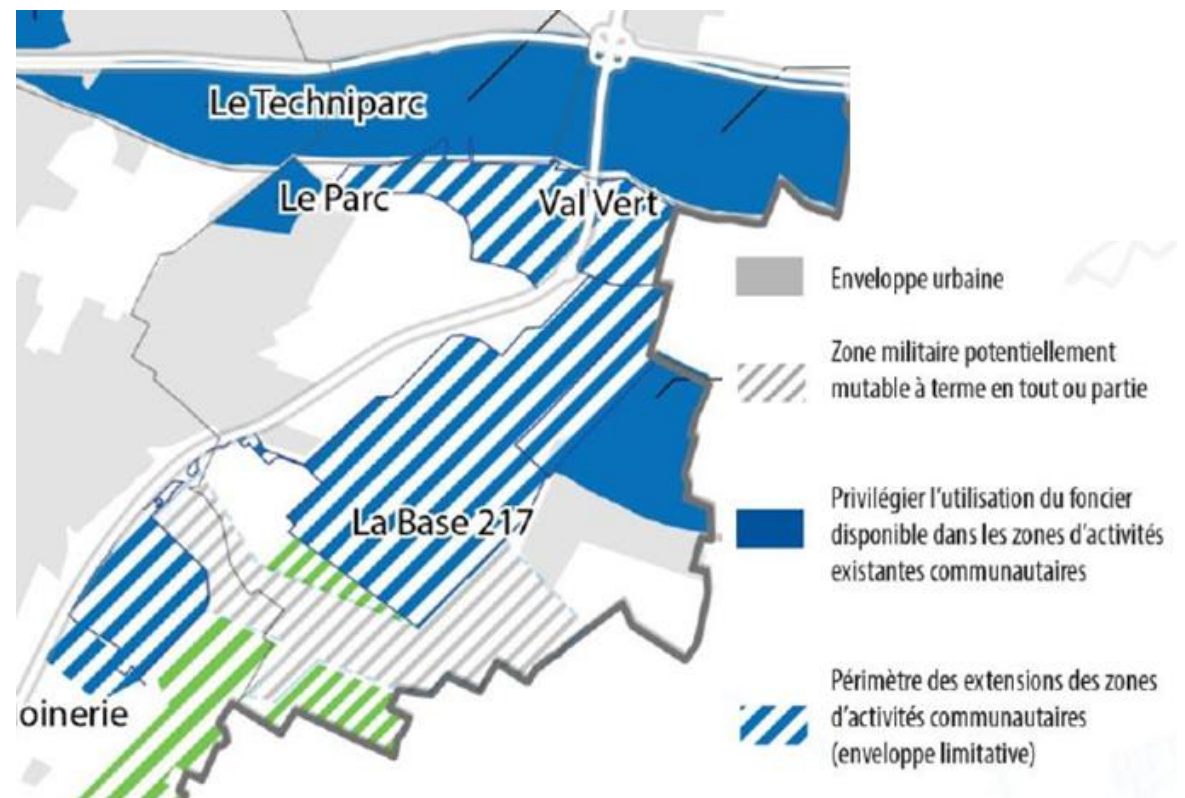 Le Techniparc
Le Parc
Val Vert
La Base 217
oinerie
Enveloppe urbaine
Zone militaire potentiellement
mutable à terme en tout ou partie
Privilégier l'utilisation du foncier
disponible dans les zones d'activités
existantes communautaires
Périmètre des extensions des zones
d'activités communautaires
(enveloppe limitative)